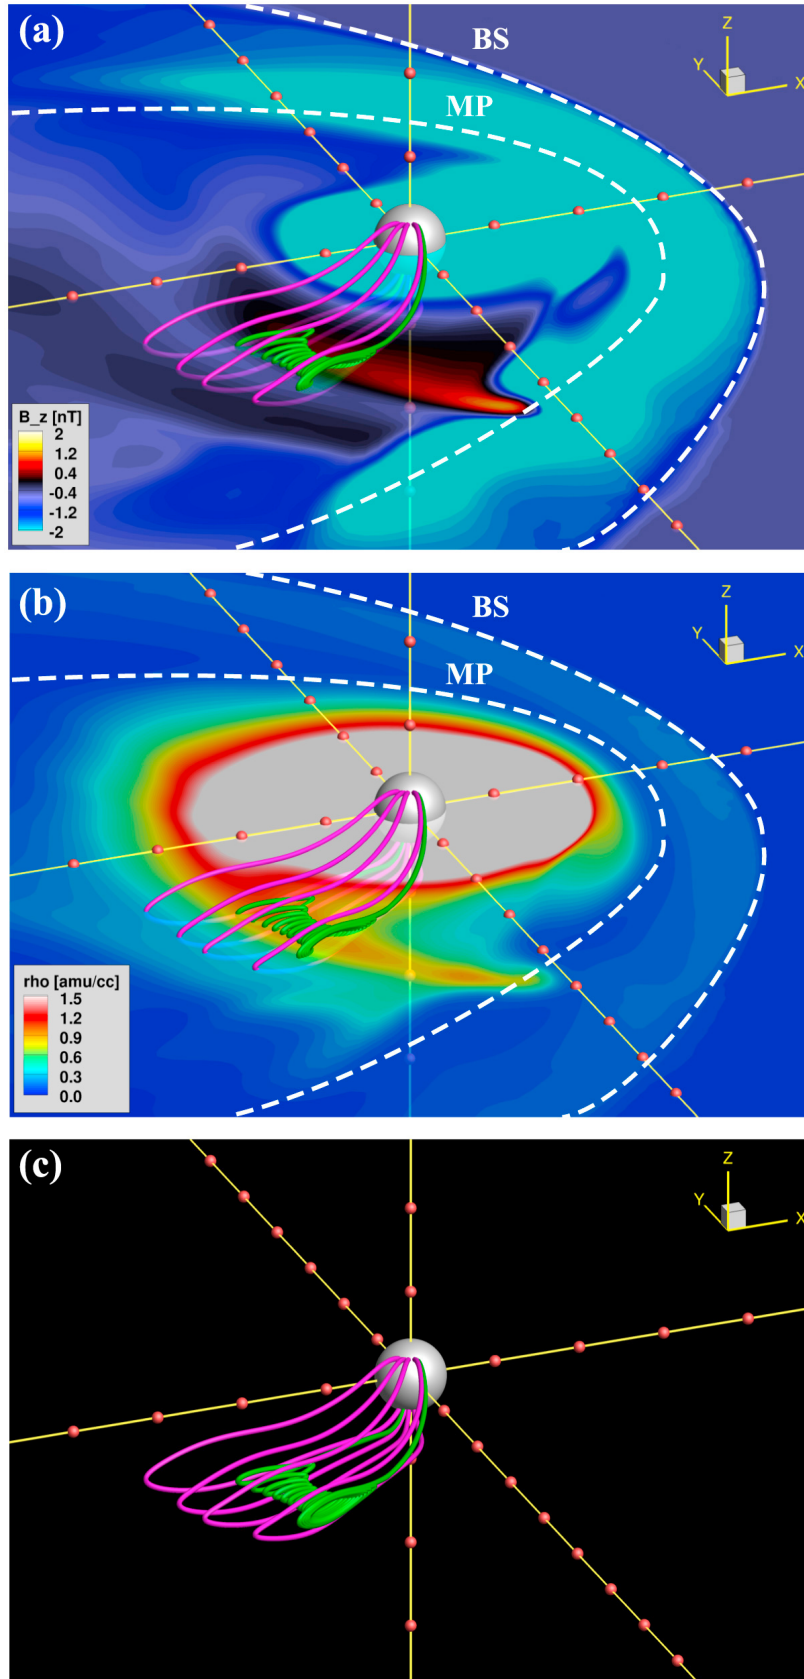 (a)
BS
MP
Z
Y
X
B_z [nT]
2
1.2
0.4
-0.4
-1.2
-2
(b)
BS
MP
Z
Y
X
rho [amu/cc]
1.5
1.2
0.9
0.6
0.3
0.0
(c)
Z
Y
X